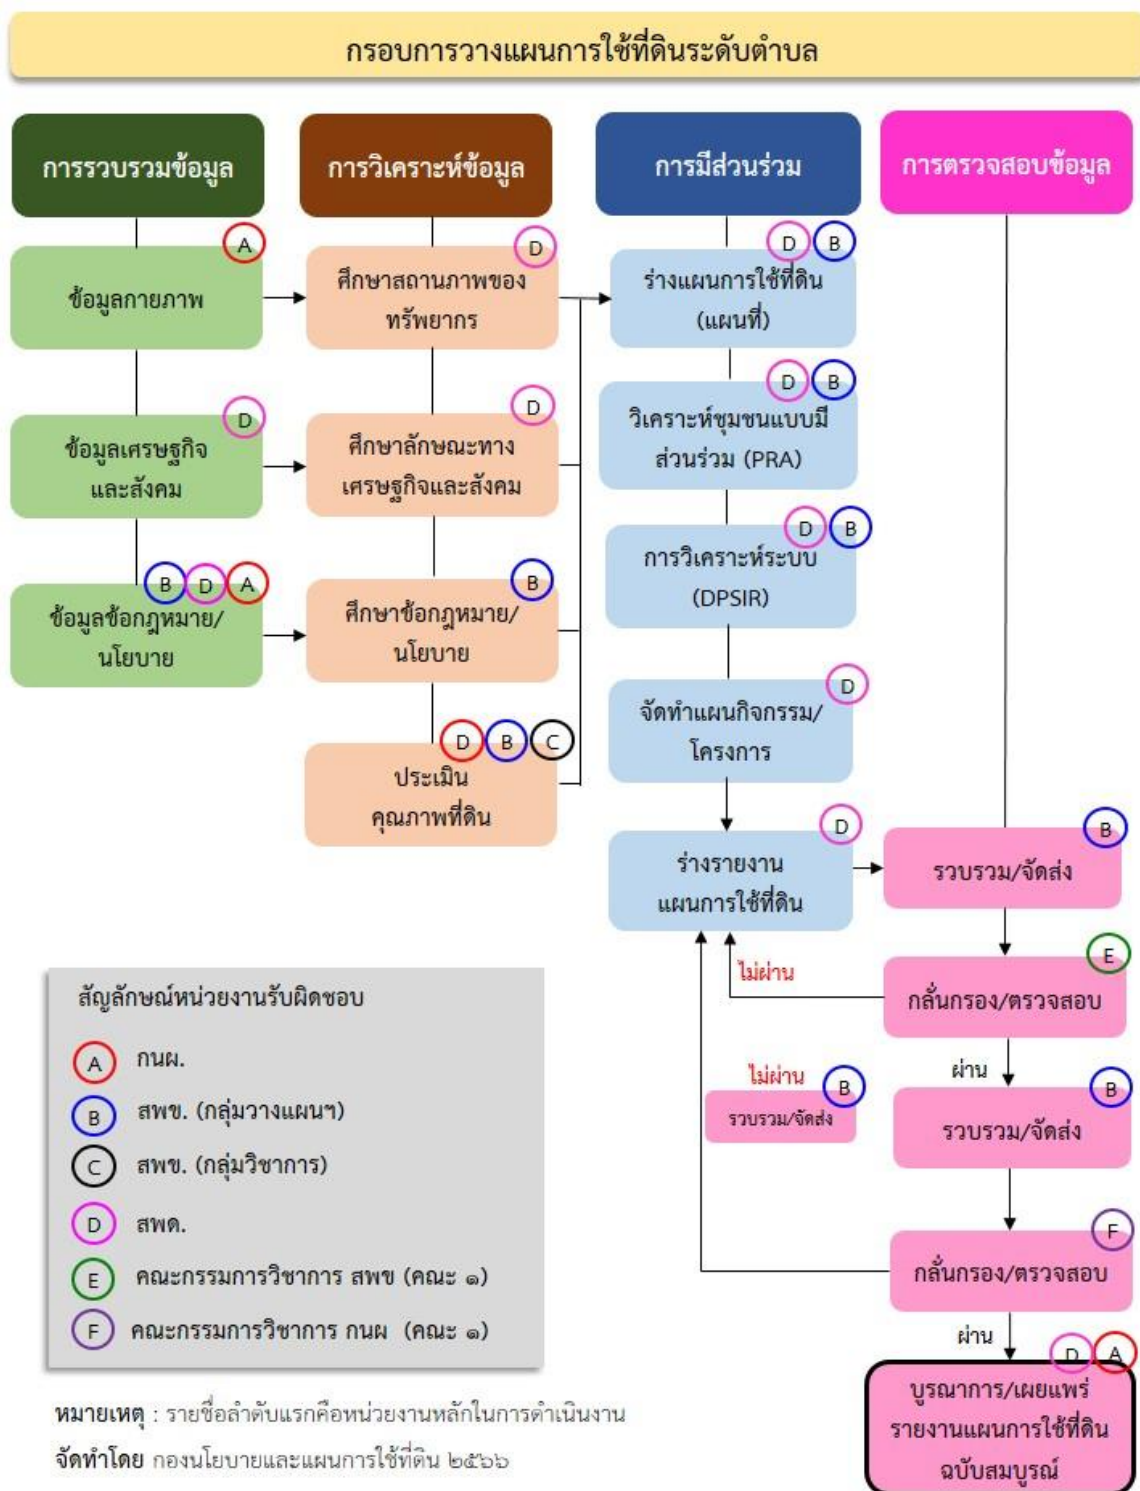 กรอบการวางแผนการใช้ที่ดินระดับตำบล
การรวบรวมข้อมูล
A
ข้อมูลกายภาพ
D
ข้อมูลเศรษฐกิจ
และสังคม
B D A
ข้อมูลข้อกฎหมาย/
นโยบาย
การวิเคราะห์ข้อมูล
D
ศึกษาสถานภาพของ
ทรัพยากร
D
ศึกษาลักษณะทาง
เศรษฐกิจและสังคม
B
ศึกษาข้อกฎหมาย/
นโยบาย
D B C
ประเมิน
คุณภาพที่ดิน
การมีส่วนร่วม
D B
ร่างแผนการใช้ที่ดิน
(แผนที่)
D B
วิเคราะห์ชุมชนแบบมี
ส่วนร่วม (PRA)
D B
การวิเคราะห์ระบบ
(DPSIR)
D
จัดทำแผนกิจกรรม/
โครงการ
D
ร่างรายงาน
แผนการใช้ที่ดิน
การตรวจสอบข้อมูล
B
รวบรวม/จัดส่ง
E
กลั่นกรอง/ตรวจสอบ
ไม่ผ่าน
ผ่าน
B
รวบรวม/จัดส่ง
ไม่ผ่าน
B
รวบรวม/จัดส่ง
F
กลั่นกรอง/ตรวจสอบ
ผ่าน
D A
บูรณาการ/เผยแพร่
รายงานแผนการใช้ที่ดิน
ฉบับสมบูรณ์
สัญลักษณ์หน่วยงานรับผิดชอบ
A กนผ.
B สพข. (กลุ่มวางแผนฯ)
C สพข. (กลุ่มวิชาการ)
D สพด.
E คณะกรรมการวิชาการ สพข (คณะ ๑)
F คณะกรรมการวิชาการ กนผ (คณะ ๑)
หมายเหตุ : รายชื่อลำดับแรกคือหน่วยงานหลักในการดำเนินงาน
จัดทำโดย กองนโยบายและแผนการใช้ที่ดิน ๒๕๖๖